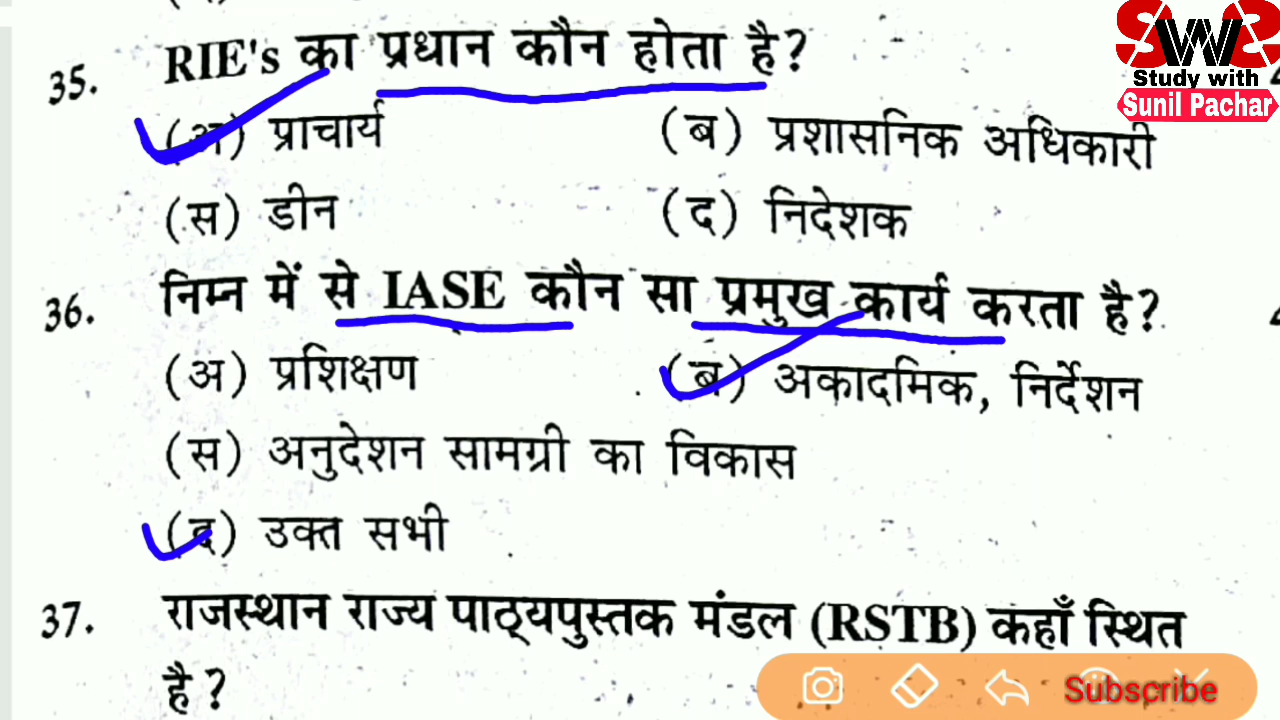 35. RIE's का प्रधान कौन होता है?
(अ) प्राचार्य (ब) प्रशासनिक अधिकारी
(स) डीन (द) निदेशक
36. निम्न में से IASE कौन सा प्रमुख कार्य करता है?
(अ) प्रशिक्षण (ब) अकादमिक, निर्देशन
(स) अनुदेशन सामग्री का विकास
(द) उक्त सभी
37. राजस्थान राज्य पाठ्यपुस्तक मंडल (RSTB) कहाँ स्थित
है?
SWS
Study with
Sunil Pachar
Subscribe